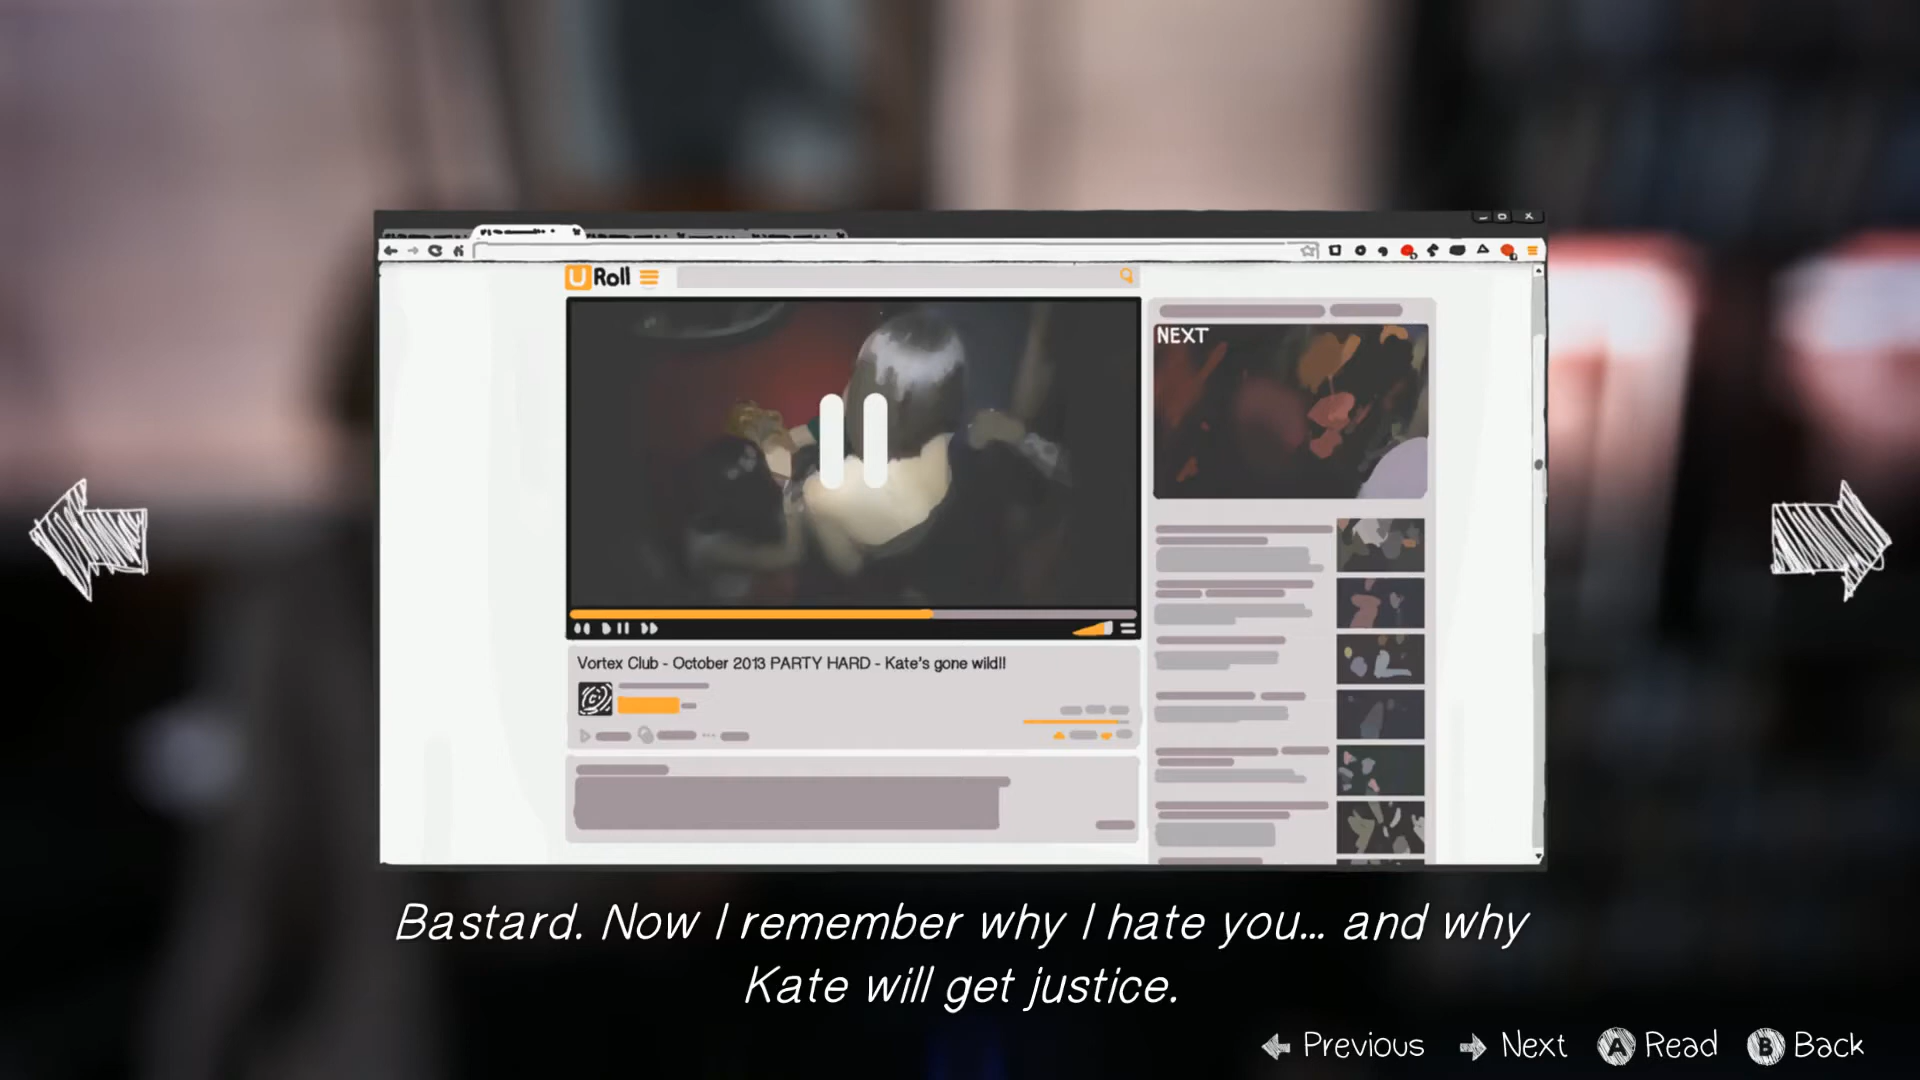 U Roll
NEXT
Vortex Club - October 2013 PARTY HARD - Kate's gone wild!!
Bastard. Now I remember why I hate you... and why
Kate will get justice.
Previous Next A Read B Back